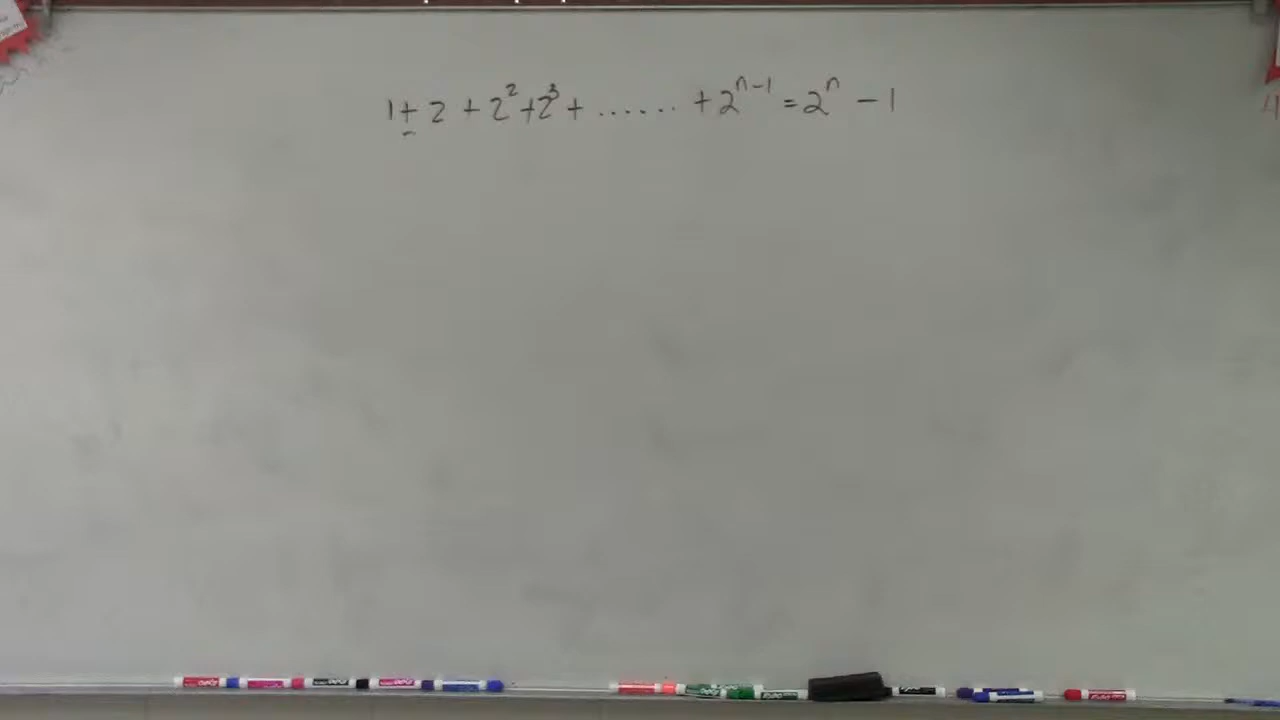 1 + 2 + 2² + 2³ + ...... + 2ⁿ⁻¹ = 2ⁿ - 1